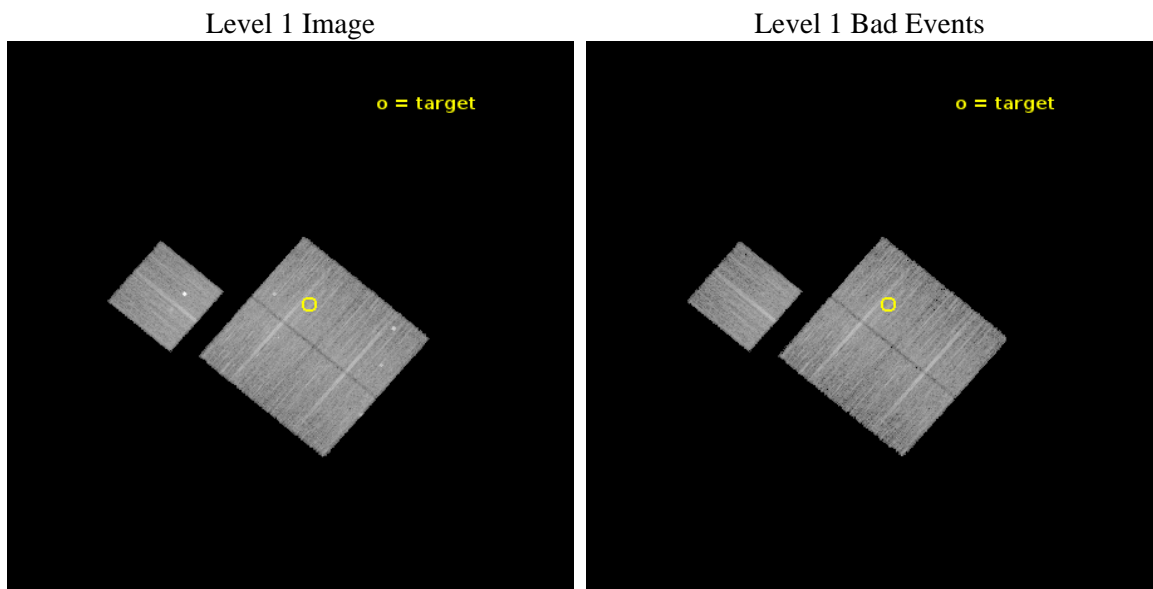 Level 1 Image
Level 1 Bad Events
o = target
o = target